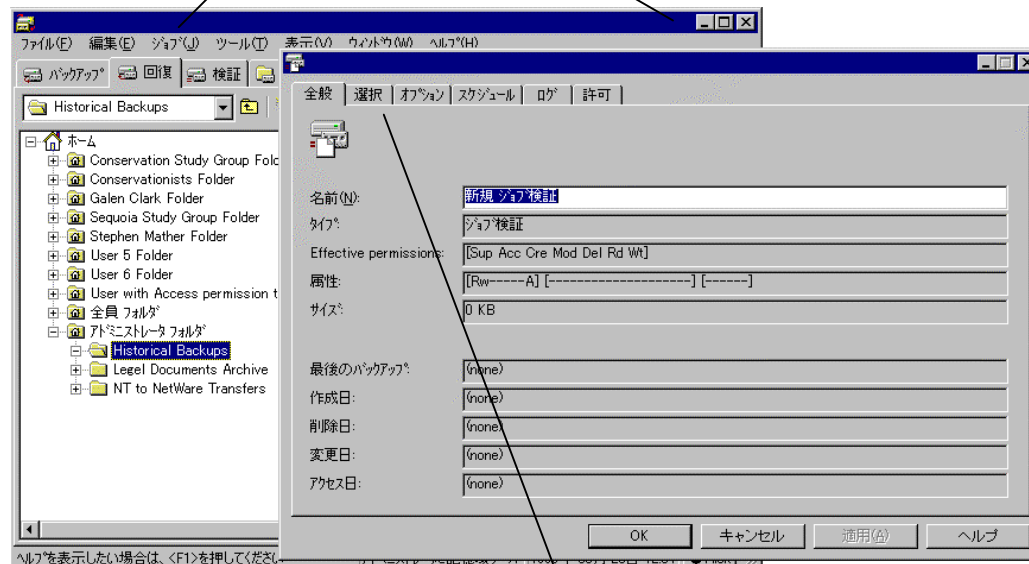 ファイル(F) 編集(E) ジョブ(J) ツール(T) 表示(V) ウィンドウ(W) ヘルプ(H)
バックアップ 回復 検証
Historical Backups
ホーム
Conservation Study Group Fold
Conservationists Folder
Galen Clark Folder
Sequoia Study Group Folder
Stephen Mather Folder
User 5 Folder
User 6 Folder
User with Access permission t
全員 フォルダ
アドミニストレータ フォルダ
Historical Backups
Legel Documents Archive
NT to NetWare Transfers
ヘルプを表示したい場合は、<F1>を押してください
全般 選択 オプション スケジュール ログ 許可
名前(N): 新規 ジョブ検証
タイプ: ジョブ検証
Effective permissions: [Sup Acc Cre Mod Del Rd Wt]
属性: [Rw-----A] [--------------------] [------]
サイズ: 0 KB
最後のバックアップ: (none)
作成日: (none)
削除日: (none)
変更日: (none)
アクセス日: (none)
OK キャンセル 適用(A) ヘルプ